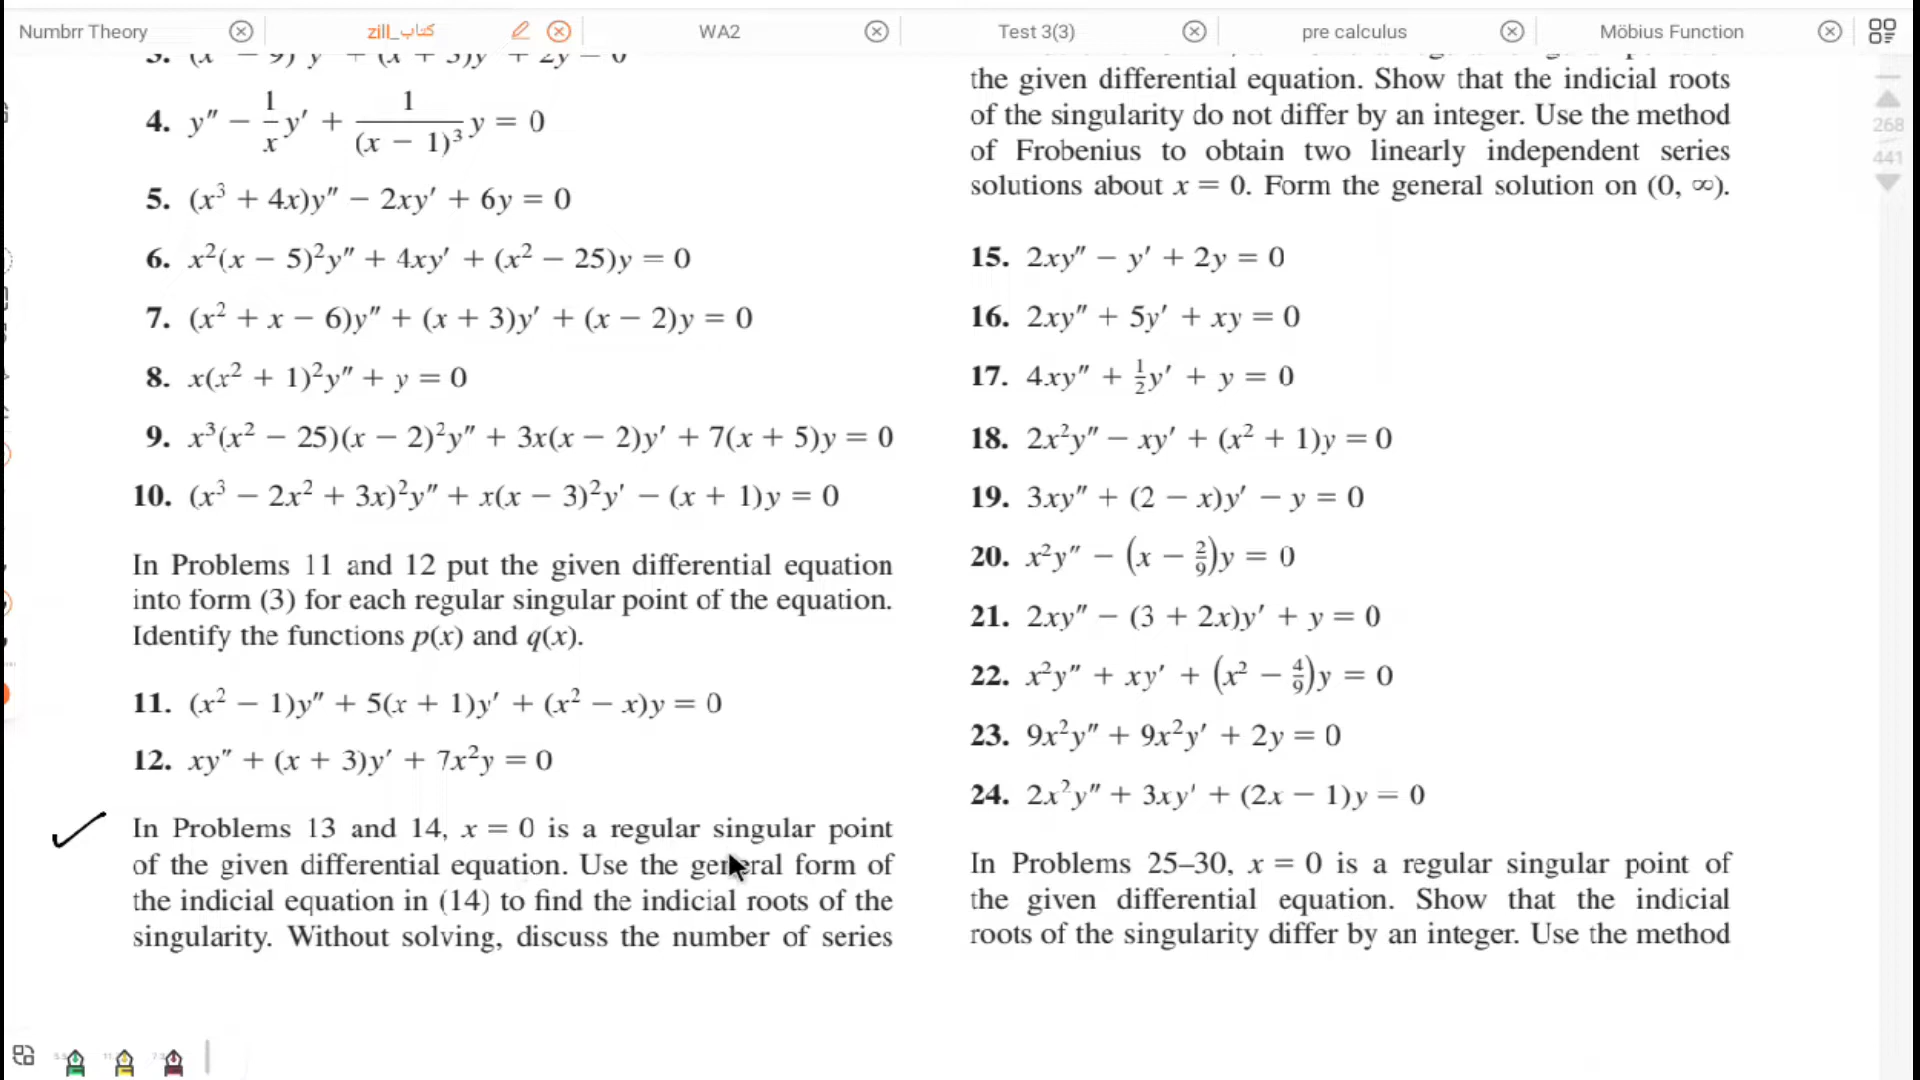 Numbrr Theory
zill_کتاب
WA2
Test 3(3)
pre calculus
Möbius Function
4. y″ − 1/x y′ + 1/(x − 1)³ y = 0
5. (x³ + 4x)y″ − 2xy′ + 6y = 0
6. x²(x − 5)²y″ + 4xy′ + (x² − 25)y = 0
7. (x² + x − 6)y″ + (x + 3)y′ + (x − 2)y = 0
8. x(x² + 1)²y″ + y = 0
9. x³(x² − 25)(x − 2)²y″ + 3x(x − 2)y′ + 7(x + 5)y = 0
10. (x³ − 2x² + 3x)²y″ + x(x − 3)²y′ − (x + 1)y = 0
In Problems 11 and 12 put the given differential equation
into form (3) for each regular singular point of the equation.
Identify the functions p(x) and q(x).
11. (x² − 1)y″ + 5(x + 1)y′ + (x² − x)y = 0
12. xy″ + (x + 3)y′ + 7x²y = 0
In Problems 13 and 14, x = 0 is a regular singular point
of the given differential equation. Use the general form of
the indicial equation in (14) to find the indicial roots of the
singularity. Without solving, discuss the number of series
the given differential equation. Show that the indicial roots
of the singularity do not differ by an integer. Use the method
of Frobenius to obtain two linearly independent series
solutions about x = 0. Form the general solution on (0, ∞).
15. 2xy″ − y′ + 2y = 0
16. 2xy″ + 5y′ + xy = 0
17. 4xy″ + ½y′ + y = 0
18. 2x²y″ − xy′ + (x² + 1)y = 0
19. 3xy″ + (2 − x)y′ − y = 0
20. x²y″ − (x − 2/9)y = 0
21. 2xy″ − (3 + 2x)y′ + y = 0
22. x²y″ + xy′ + (x² − 4/9)y = 0
23. 9x²y″ + 9x²y′ + 2y = 0
24. 2x²y″ + 3xy′ + (2x − 1)y = 0
In Problems 25–30, x = 0 is a regular singular point of
the given differential equation. Show that the indicial
roots of the singularity differ by an integer. Use the method
268
441